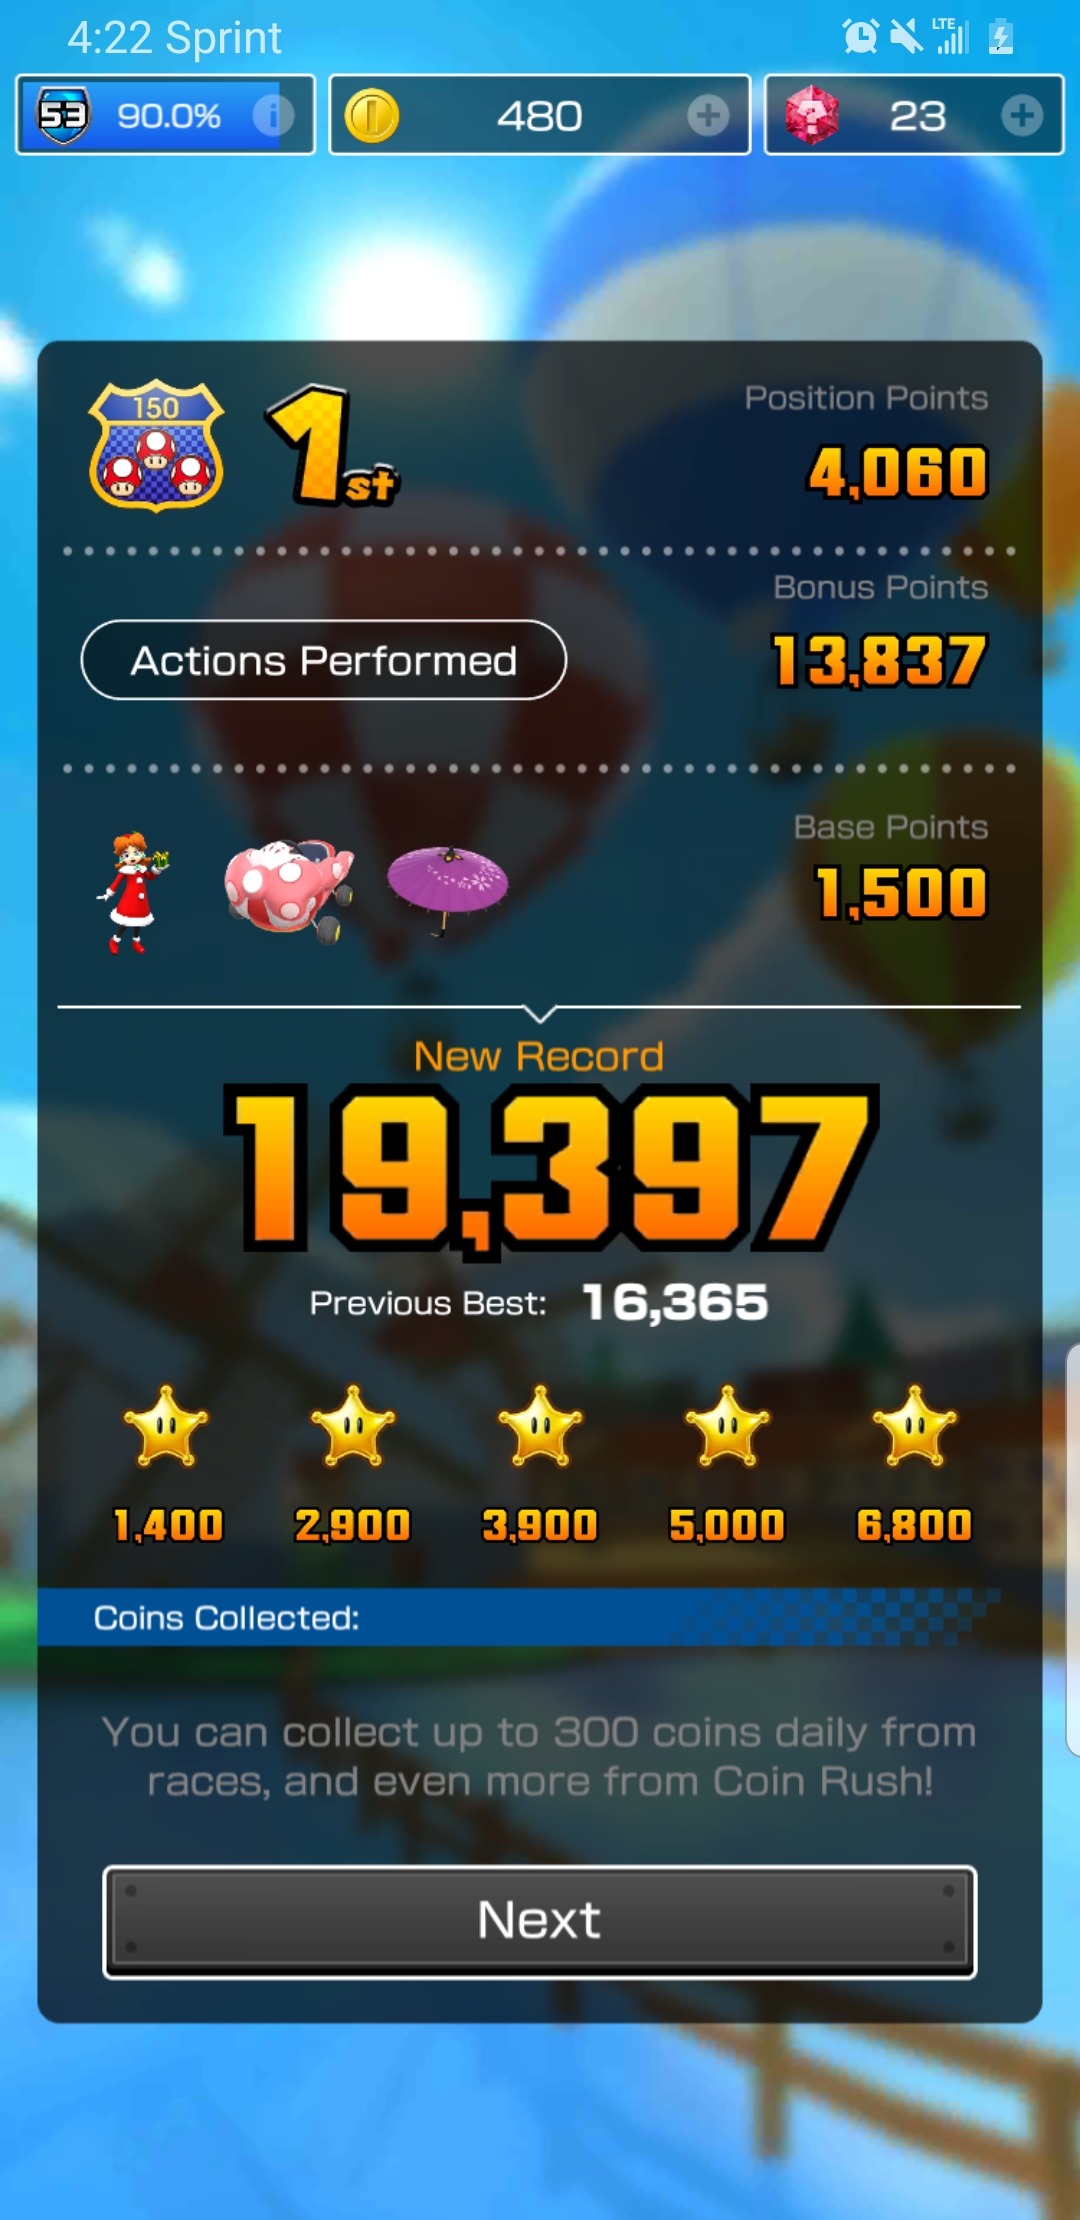 4:22 Sprint
LTE
53 90.0% i 480 23
150
1st
Position Points
4,060
Bonus Points
Actions Performed
13,837
Base Points
1,500
New Record
19,397
Previous Best: 16,365
1,400 2,900 3,900 5,000 6,800
Coins Collected:
You can collect up to 300 coins daily from
races, and even more from Coin Rush!
Next